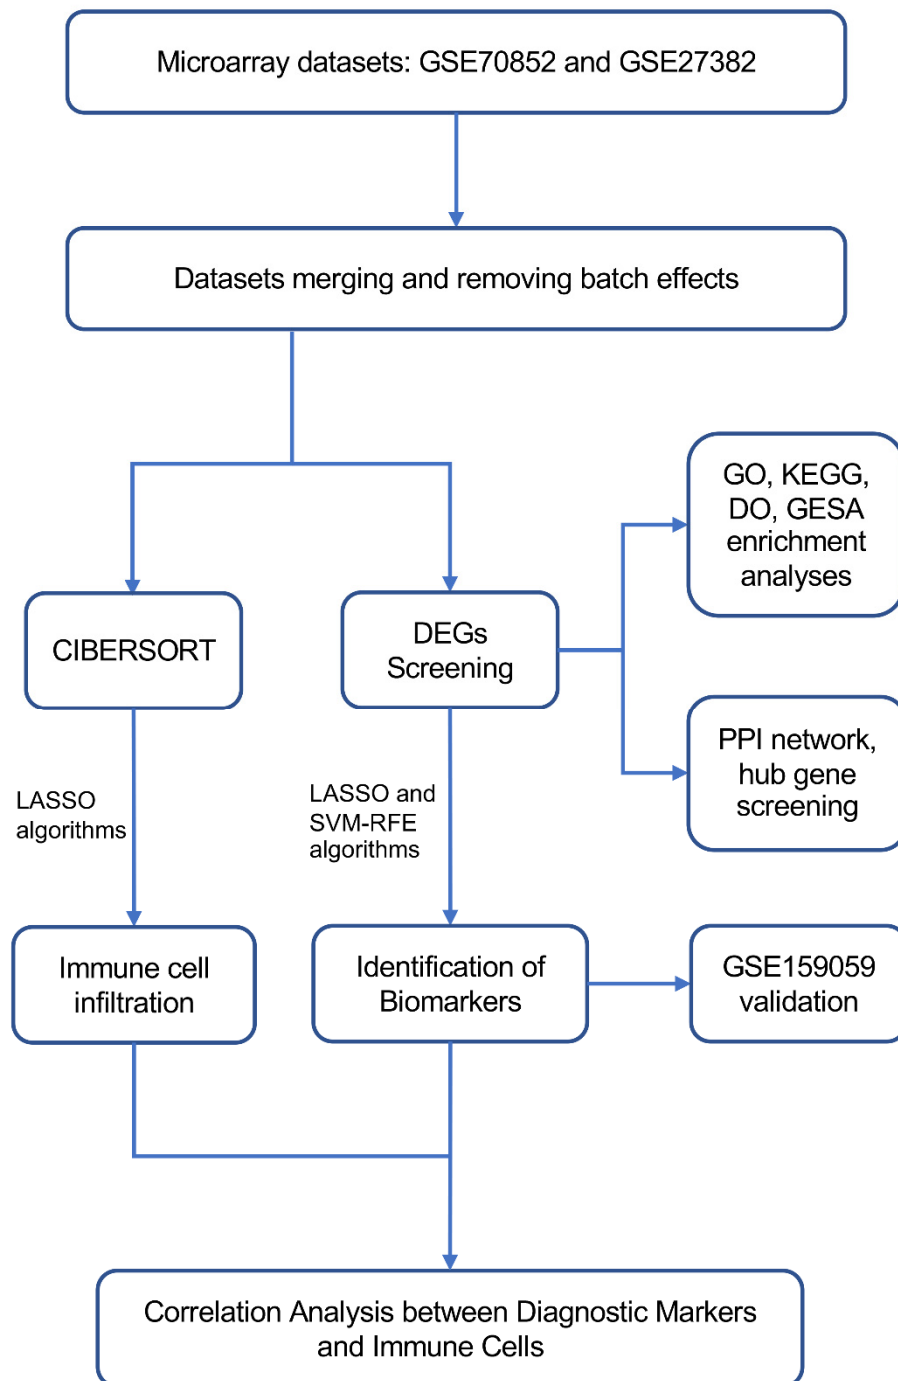 Microarray datasets: GSE70852 and GSE27382
Datasets merging and removing batch effects
GO, KEGG,
DO, GESA
enrichment
analyses
CIBERSORT
DEGs
Screening
PPI network,
hub gene
screening
LASSO
algorithms
LASSO and
SVM-RFE
algorithms
Immune cell
infiltration
Identification of
Biomarkers
GSE159059
validation
Correlation Analysis between Diagnostic Markers
and Immune Cells